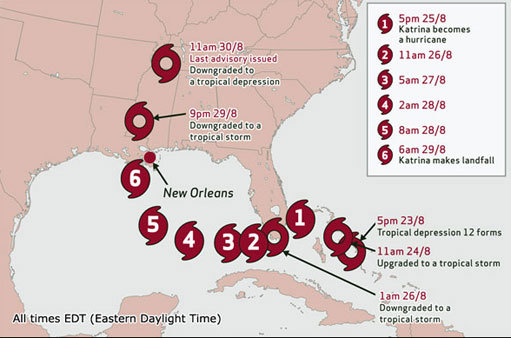 11am 30/8
Last advisory issued
Downgraded to
a tropical depression
9pm 29/8
Downgraded to a
tropical storm
1
5pm 25/8
Katrina becomes
a hurricane
2
11am 26/8
3
5am 27/8
4
2am 28/8
5
8am 28/8
6
6am 29/8
Katrina makes landfall
6
New Orleans
5
4
3
2
1
5pm 23/8
Tropical depression 12 forms
11am 24/8
Upgraded to a tropical storm
1am 26/8
Downgraded to a
tropical storm
All times EDT (Eastern Daylight Time)